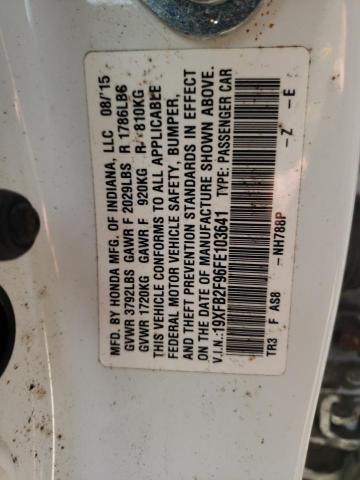 MFD. BY HONDA MFG. OF INDIANA, LLC 08/'15
GVWR 3792LBS GAWR F 2029LBS R 1786LBS
GVWR 1720KG GAWR F 920KG R 810KG
THIS VEHICLE CONFORMS TO ALL APPLICABLE
FEDERAL MOTOR VEHICLE SAFETY, BUMPER,
AND THEFT PREVENTION STANDARDS IN EFFECT
ON THE DATE OF MANUFACTURE SHOWN ABOVE.
V.I.N.:19XFB2F96FE103641 TYPE: PASSENGER CAR
TR3 F AS8 -NH788P -Z -E